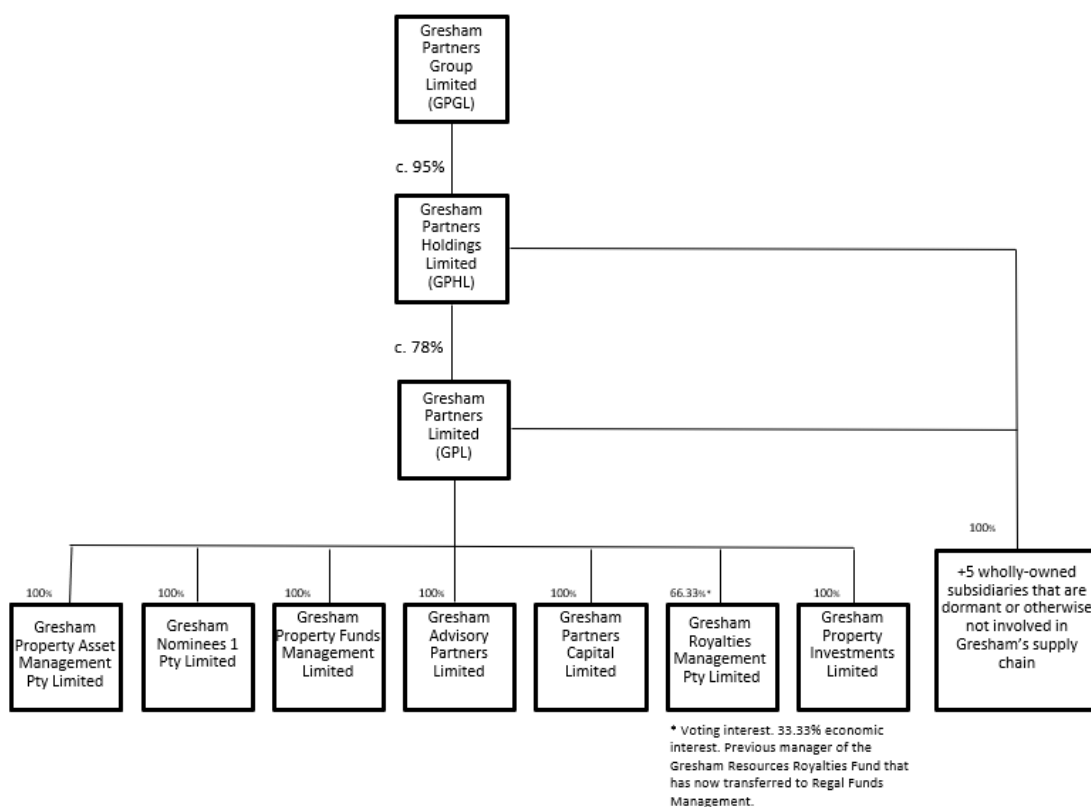 Gresham
Partners
Group
Limited
(GPGL)
c. 95%
Gresham
Partners
Holdings
Limited
(GPHL)
c. 78%
Gresham
Partners
Limited
(GPL)
100%
Gresham
Property Asset
Management
Pty Limited
100%
Gresham
Nominees 1
Pty Limited
100%
Gresham
Property Funds
Management
Limited
100%
Gresham
Advisory
Partners
Limited
100%
Gresham
Partners
Capital
Limited
66.33%*
Gresham
Royalties
Management
Pty Limited
100%
Gresham
Property
Investments
Limited
100%
+5 wholly-owned
subsidiaries that are
dormant or otherwise
not involved in
Gresham's supply
chain
* Voting interest. 33.33% economic
interest. Previous manager of the
Gresham Resources Royalties Fund that
has now transferred to Regal Funds
Management.